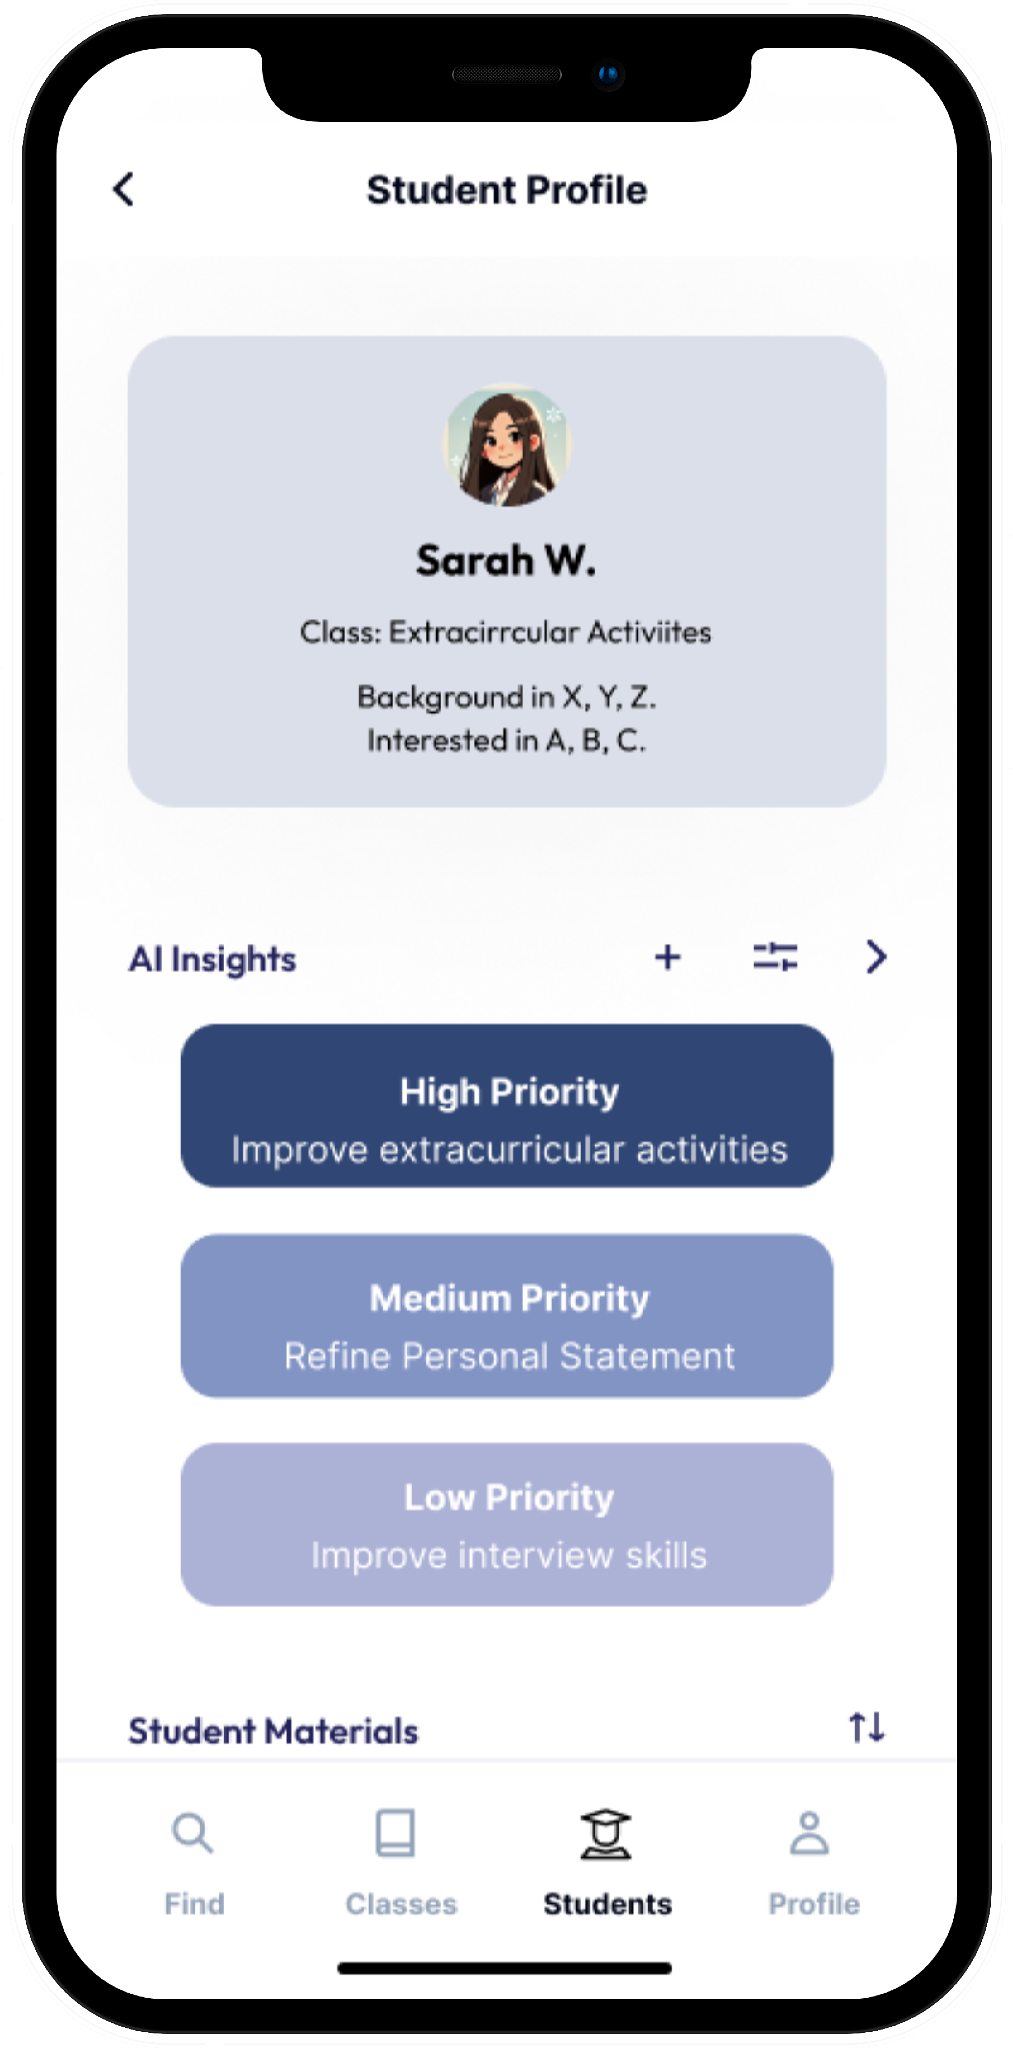 Student Profile
Sarah W.
Class: Extracirrcular Activiites
Background in X, Y, Z.
Interested in A, B, C.
AI Insights
High Priority
Improve extracurricular activities
Medium Priority
Refine Personal Statement
Low Priority
Improve interview skills
Student Materials
Find Classes Students Profile